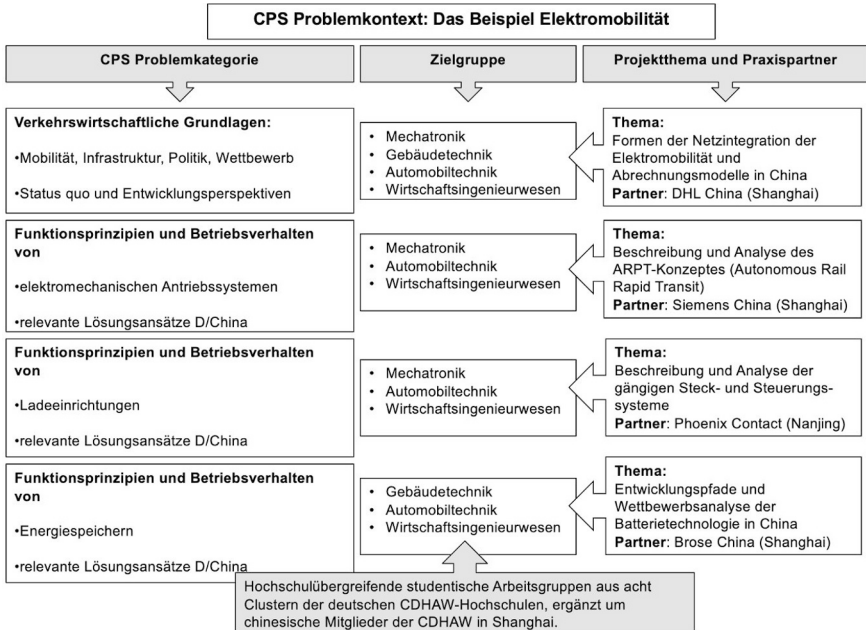 CPS Problemkontext: Das Beispiel Elektromobilität
CPS Problemkategorie
Zielgruppe
Projektthema und Praxispartner
Verkehrswirtschaftliche Grundlagen:
•Mobilität, Infrastruktur, Politik, Wettbewerb
•Status quo und Entwicklungsperspektiven
• Mechatronik
• Gebäudetechnik
• Automobiltechnik
• Wirtschaftsingenieurwesen
Thema:
Formen der Netzintegration der
Elektromobilität und
Abrechnungsmodelle in China
Partner: DHL China (Shanghai)
Funktionsprinzipien und Betriebsverhalten
von
•elektromechanischen Antriebssystemen
•relevante Lösungsansätze D/China
• Mechatronik
• Automobiltechnik
• Wirtschaftsingenieurwesen
Thema:
Beschreibung und Analyse des
ARPT-Konzeptes (Autonomous Rail
Rapid Transit)
Partner: Siemens China (Shanghai)
Funktionsprinzipien und Betriebsverhalten
von
•Ladeeinrichtungen
•relevante Lösungsansätze D/China
• Mechatronik
• Automobiltechnik
• Wirtschaftsingenieurwesen
Thema:
Beschreibung und Analyse der
gängigen Steck- und Steuerungs-
systeme
Partner: Phoenix Contact (Nanjing)
Funktionsprinzipien und Betriebsverhalten
von
•Energiespeichern
•relevante Lösungsansätze D/China
• Gebäudetechnik
• Automobiltechnik
• Wirtschaftsingenieurwesen
Thema:
Entwicklungspfade und
Wettbewerbsanalyse der
Batterietechnologie in China
Partner: Brose China (Shanghai)
Hochschulübergreifende studentische Arbeitsgruppen aus acht
Clustern der deutschen CDHAW-Hochschulen, ergänzt um
chinesische Mitglieder der CDHAW in Shanghai.